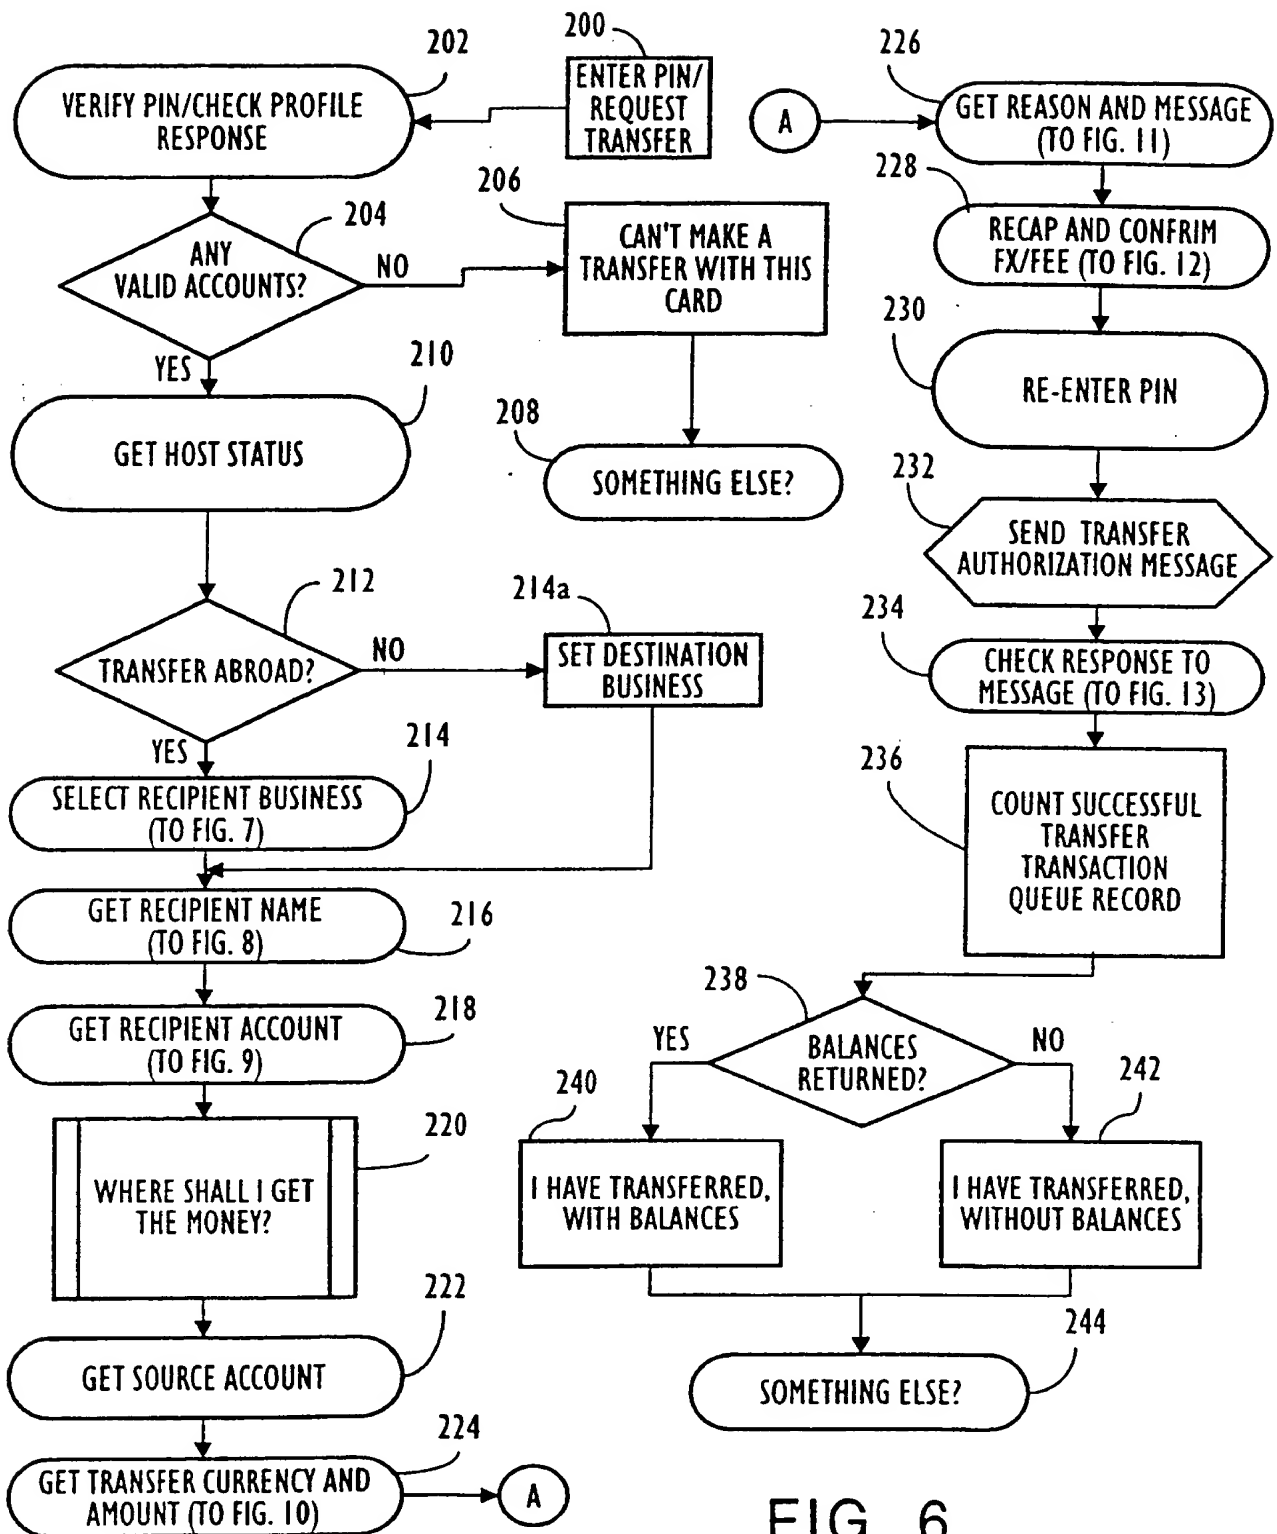 200
ENTER PIN/
REQUEST
TRANSFER
202
VERIFY PIN/CHECK PROFILE
RESPONSE
204
ANY
VALID ACCOUNTS?
NO
YES
206
CAN'T MAKE A
TRANSFER WITH THIS
CARD
208
SOMETHING ELSE?
210
GET HOST STATUS
212
TRANSFER ABROAD?
NO
YES
214a
SET DESTINATION
BUSINESS
214
SELECT RECIPIENT BUSINESS
(TO FIG. 7)
216
GET RECIPIENT NAME
(TO FIG. 8)
218
GET RECIPIENT ACCOUNT
(TO FIG. 9)
220
WHERE SHALL I GET
THE MONEY?
222
GET SOURCE ACCOUNT
224
GET TRANSFER CURRENCY AND
AMOUNT (TO FIG. 10)
A
A
226
GET REASON AND MESSAGE
(TO FIG. 11)
228
RECAP AND CONFRIM
FX/FEE (TO FIG. 12)
230
RE-ENTER PIN
232
SEND TRANSFER
AUTHORIZATION MESSAGE
234
CHECK RESPONSE TO
MESSAGE (TO FIG. 13)
236
COUNT SUCCESSFUL
TRANSFER
TRANSACTION
QUEUE RECORD
238
BALANCES
RETURNED?
YES
NO
240
I HAVE TRANSFERRED,
WITH BALANCES
242
I HAVE TRANSFERRED,
WITHOUT BALANCES
244
SOMETHING ELSE?
FIG. 6